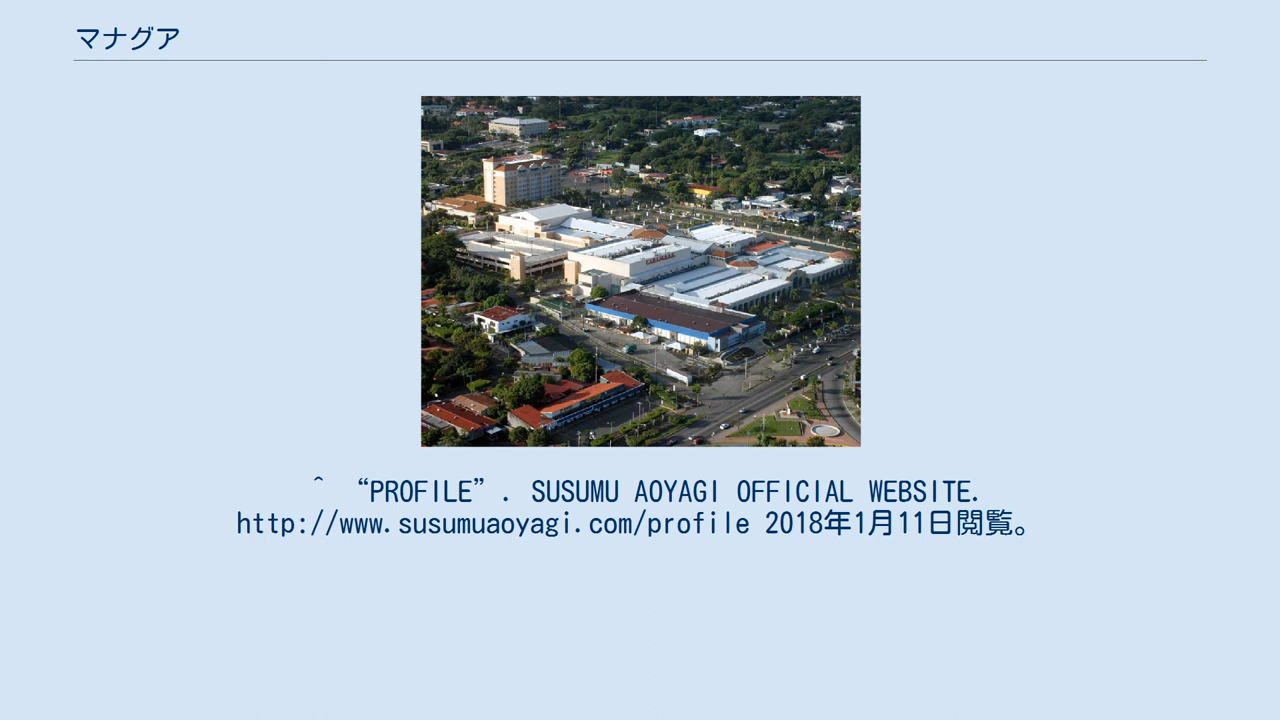 マナグア
^ “PROFILE”. SUSUMU AOYAGI OFFICIAL WEBSITE.
http://www.susumuaoyagi.com/profile 2018年1月11日閲覧。